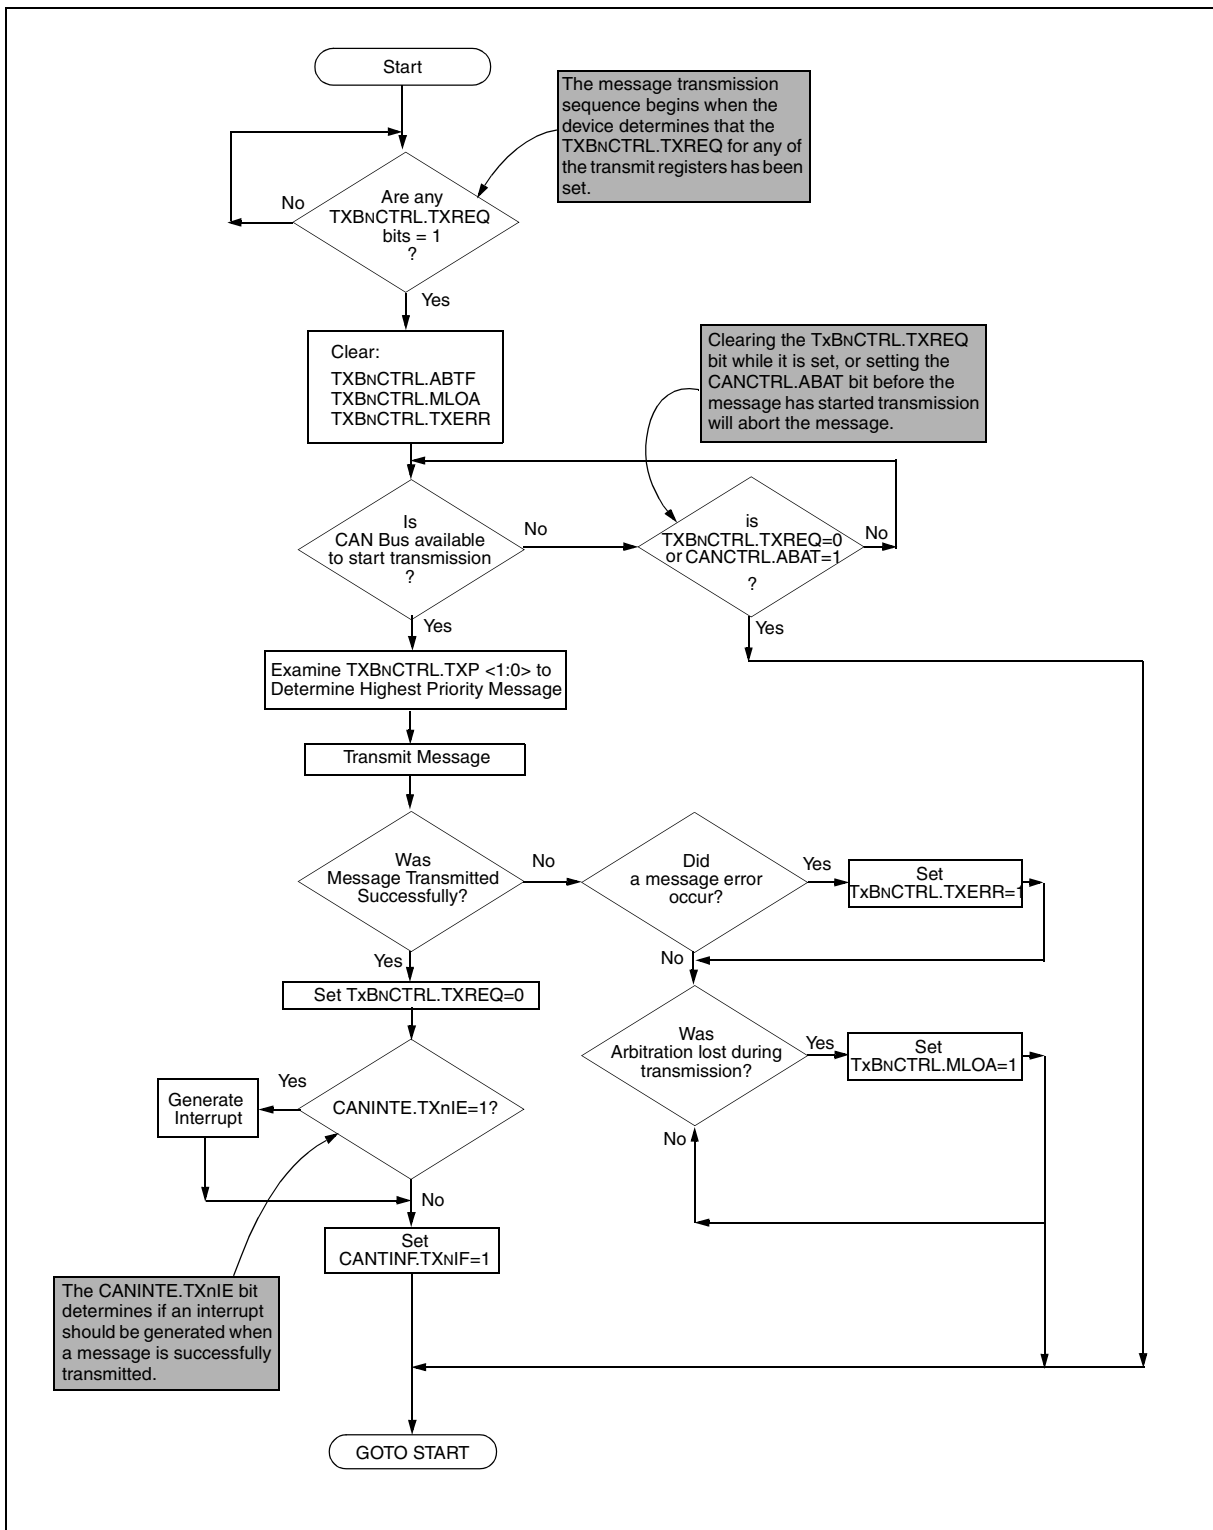 Start
The message transmission
sequence begins when the
device determines that the
TXBNCTRL.TXREQ for any of
the transmit registers has been
set.
No
Are any
TXBNCTRL.TXREQ
bits = 1
?
Yes
Clear:
TXBNCTRL.ABTF
TXBNCTRL.MLOA
TXBNCTRL.TXERR
Clearing the TxBNCTRL.TXREQ
bit while it is set, or setting the
CANCTRL.ABAT bit before the
message has started transmission
will abort the message.
Is
CAN Bus available
to start transmission
?
No
is
TXBNCTRL.TXREQ=0
or CANCTRL.ABAT=1
?
No
Yes
Yes
Examine TXBNCTRL.TXP <1:0> to
Determine Highest Priority Message
Transmit Message
Was
Message Transmitted
Successfully?
No
Did
a message error
occur?
Yes
Set
TxBNCTRL.TXERR=1
Yes
No
Set TxBNCTRL.TXREQ=0
Was
Arbitration lost during
transmission?
Yes
Set
TxBNCTRL.MLOA=1
Yes
Generate
Interrupt
CANINTE.TXnIE=1?
No
No
Set
CANTINF.TXNIF=1
The CANINTE.TXnIE bit
determines if an interrupt
should be generated when
a message is successfully
transmitted.
GOTO START